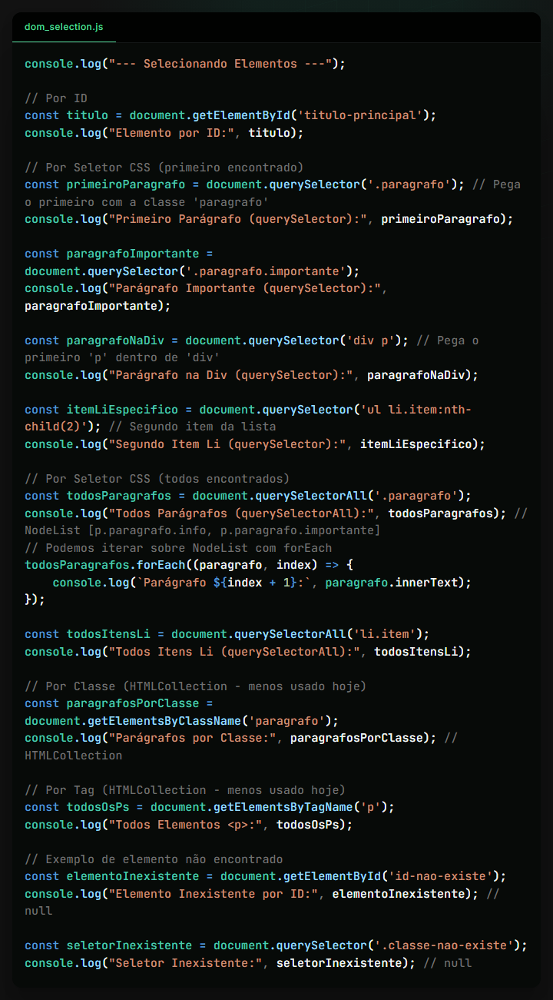 dom_selection.js
console.log("--- Selecionando Elementos ---");
// Por ID
const titulo = document.getElementById('titulo-principal');
console.log("Elemento por ID:", titulo);
// Por Seletor CSS (primeiro encontrado)
const primeiroParagrafo = document.querySelector('.paragrafo'); // Pega
o primeiro com a classe 'paragrafo'
console.log("Primeiro Parágrafo (querySelector):", primeiroParagrafo);
const paragrafoImportante =
document.querySelector('.paragrafo.importante');
console.log("Parágrafo Importante (querySelector):",
paragrafoImportante);
const paragrafoNaDiv = document.querySelector('div p'); // Pega o
primeiro 'p' dentro de 'div'
console.log("Parágrafo na Div (querySelector):", paragrafoNaDiv);
const itemLiEspecifico = document.querySelector('ul li.item:nth-
child(2)'); // Segundo item da lista
console.log("Segundo Item Li (querySelector):", itemLiEspecifico);
// Por Seletor CSS (todos encontrados)
const todosParagrafos = document.querySelectorAll('.paragrafo');
console.log("Todos Parágrafos (querySelectorAll):", todosParagrafos); //
NodeList [p.paragrafo.info, p.paragrafo.importante]
// Podemos iterar sobre NodeList com forEach
todosParagrafos.forEach((paragrafo, index) => {
    console.log(`Parágrafo ${index + 1}:`, paragrafo.innerText);
});
const todosItensLi = document.querySelectorAll('li.item');
console.log("Todos Itens Li (querySelectorAll):", todosItensLi);
// Por Classe (HTMLCollection - menos usado hoje)
const paragrafosPorClasse =
document.getElementsByClassName('paragrafo');
console.log("Parágrafos por Classe:", paragrafosPorClasse); //
HTMLCollection
// Por Tag (HTMLCollection - menos usado hoje)
const todosOsPs = document.getElementsByTagName('p');
console.log("Todos Elementos <p>:", todosOsPs);
// Exemplo de elemento não encontrado
const elementoInexistente = document.getElementById('id-nao-existe');
console.log("Elemento Inexistente por ID:", elementoInexistente); //
null
const seletorInexistente = document.querySelector('.classe-nao-existe');
console.log("Seletor Inexistente:", seletorInexistente); // null